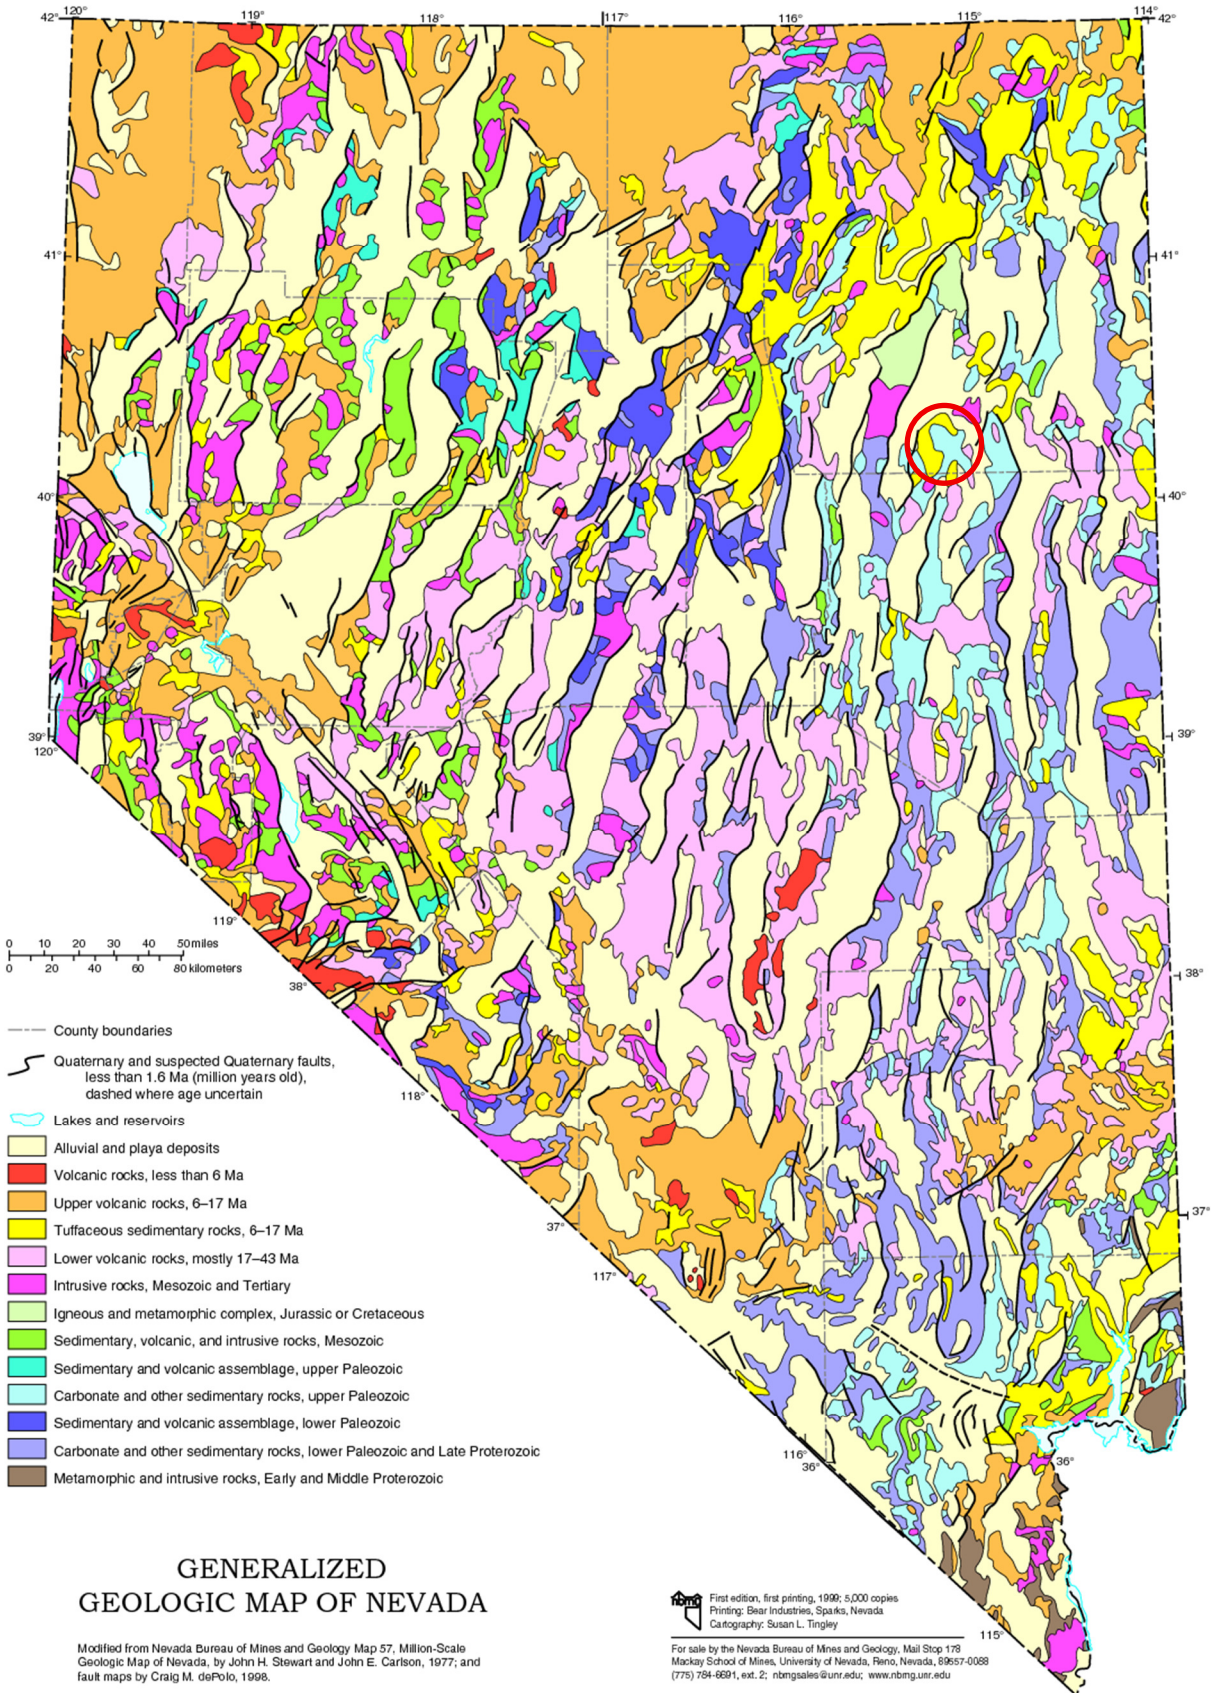 42° 120° 119° 118° 117° 116° 115° 114° 42°
41° 41°
40° 40°
39° 120° 39°
119°
0 10 20 30 40 50 miles
0 20 40 60 80 kilometers
38° 38°
County boundaries
Quaternary and suspected Quaternary faults,
less than 1.6 Ma (million years old),
dashed where age uncertain
118°
Lakes and reservoirs
Alluvial and playa deposits
Volcanic rocks, less than 6 Ma
Upper volcanic rocks, 6–17 Ma
37° 37°
Tuffaceous sedimentary rocks, 6–17 Ma
Lower volcanic rocks, mostly 17–43 Ma
117°
Intrusive rocks, Mesozoic and Tertiary
Igneous and metamorphic complex, Jurassic or Cretaceous
Sedimentary, volcanic, and intrusive rocks, Mesozoic
Sedimentary and volcanic assemblage, upper Paleozoic
Carbonate and other sedimentary rocks, upper Paleozoic
Sedimentary and volcanic assemblage, lower Paleozoic
Carbonate and other sedimentary rocks, lower Paleozoic and Late Proterozoic
116°
36° 36°
Metamorphic and intrusive rocks, Early and Middle Proterozoic
GENERALIZED
GEOLOGIC MAP OF NEVADA
Modified from Nevada Bureau of Mines and Geology Map 57, Million-Scale
Geologic Map of Nevada, by John H. Stewart and John E. Carlson, 1977; and
fault maps by Craig M. dePolo, 1998.
nbmg
First edition, first printing, 1999; 5,000 copies
Printing: Bear Industries, Sparks, Nevada
Cartography: Susan L. Tingley
115°
For sale by the Nevada Bureau of Mines and Geology, Mail Stop 178
Mackay School of Mines, University of Nevada, Reno, Nevada, 89557-0088
(775) 784-6691, ext. 2; nbmgsales@unr.edu; www.nbmg.unr.edu